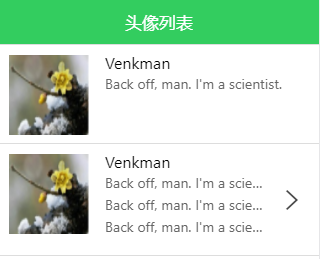 头像列表
Venkman
Back off, man. I'm a scientist.
Venkman
Back off, man. I'm a scie...
Back off, man. I'm a scie...
Back off, man. I'm a scie...